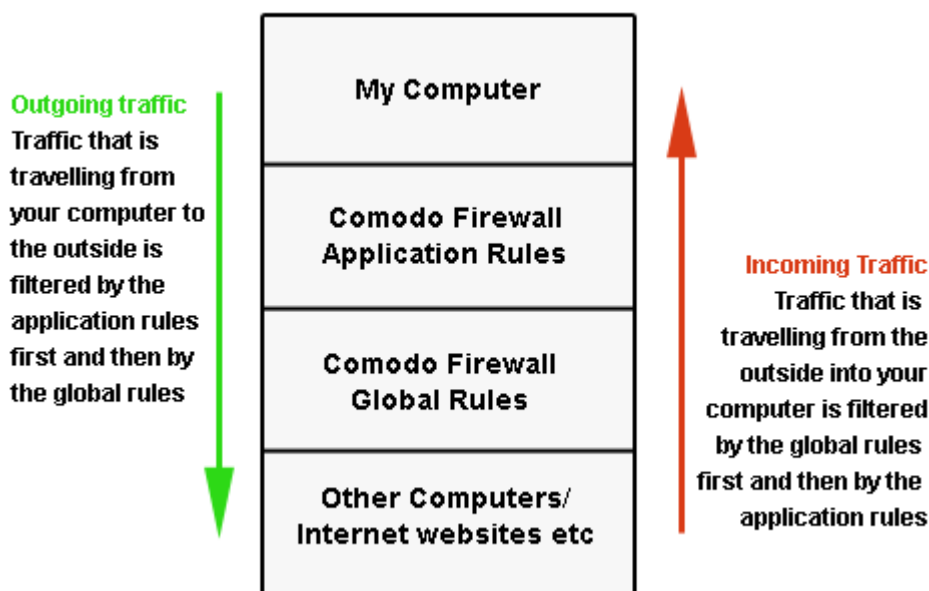 Outgoing traffic
Traffic that is
travelling from
your computer to
the outside is
filtered by the
application rules
first and then by
the global rules
My Computer
Comodo Firewall
Application Rules
Comodo Firewall
Global Rules
Other Computers/
Internet websites etc
Incoming Traffic
Traffic that is
travelling from the
outside into your
computer is filtered
by the global rules
first and then by the
application rules